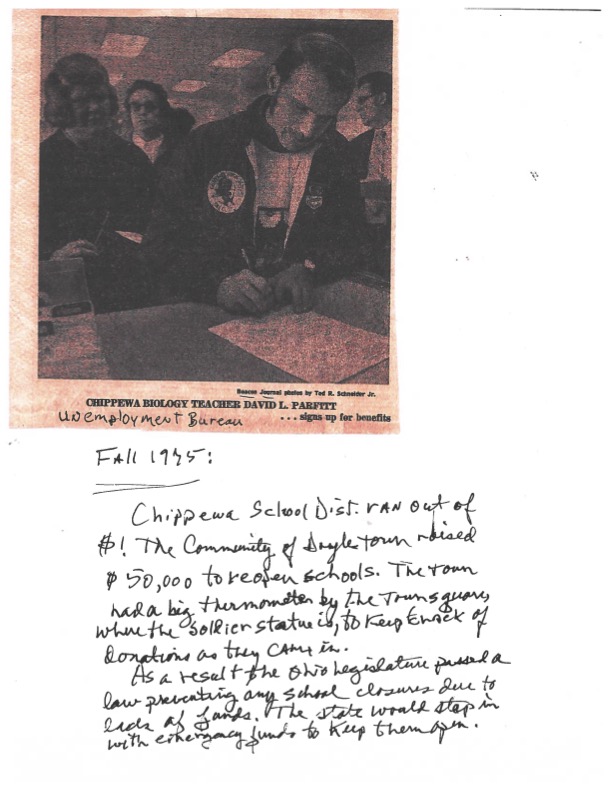 Beacon Journal photos by Ted R. Schneider Jr.
CHIPPEWA BIOLOGY TEACHER DAVID L. PARFITT
Unemployment Bureau
. . . signs up for benefits
Fall 1975:
Chippewa School Dist. ran out of
$! The Community of Doylestown raised
$50,000 to reopen schools. The town
had a big thermometer by the Town square,
where the soldier statue is, to keep track of
donations as they came in.
As a result the Ohio Legislature passed a
law preventing any school closures due to
lack of funds. The state would step in
with emergency funds to keep them open.